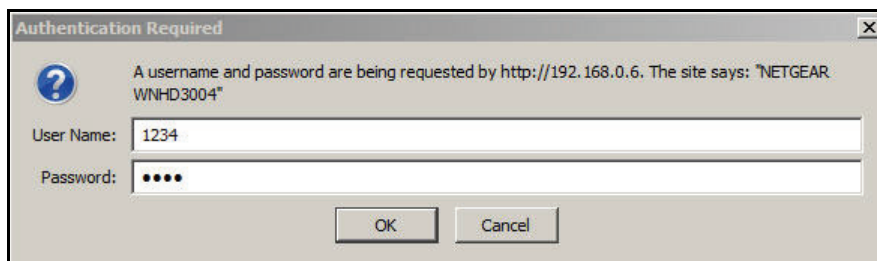 Authentication Required
A username and password are being requested by http://192.168.0.6. The site says: "NETGEAR
WNHD3004"
User Name: 1234
Password: ••••
OK Cancel